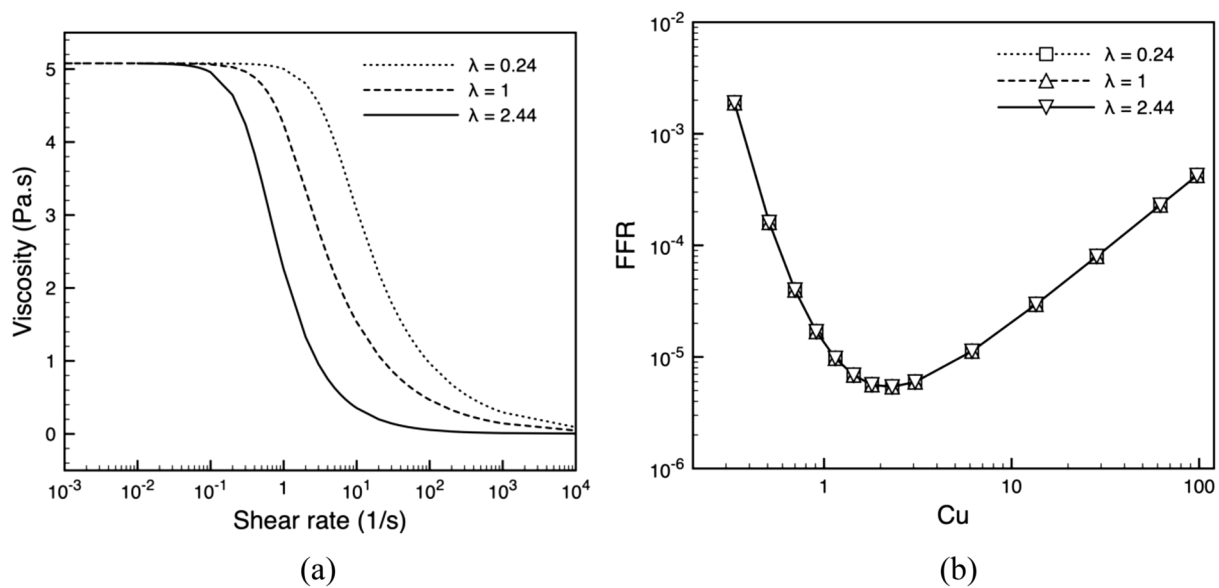 λ = 0.24
λ = 1
λ = 2.44
5
4
3
2
1
0
Viscosity (Pa.s)
10⁻³ 10⁻² 10⁻¹ 1 10¹ 10² 10³ 10⁴
Shear rate (1/s)
(a)
λ = 0.24
λ = 1
λ = 2.44
10⁻²
10⁻³
10⁻⁴
10⁻⁵
10⁻⁶
FFR
1 10 100
Cu
(b)